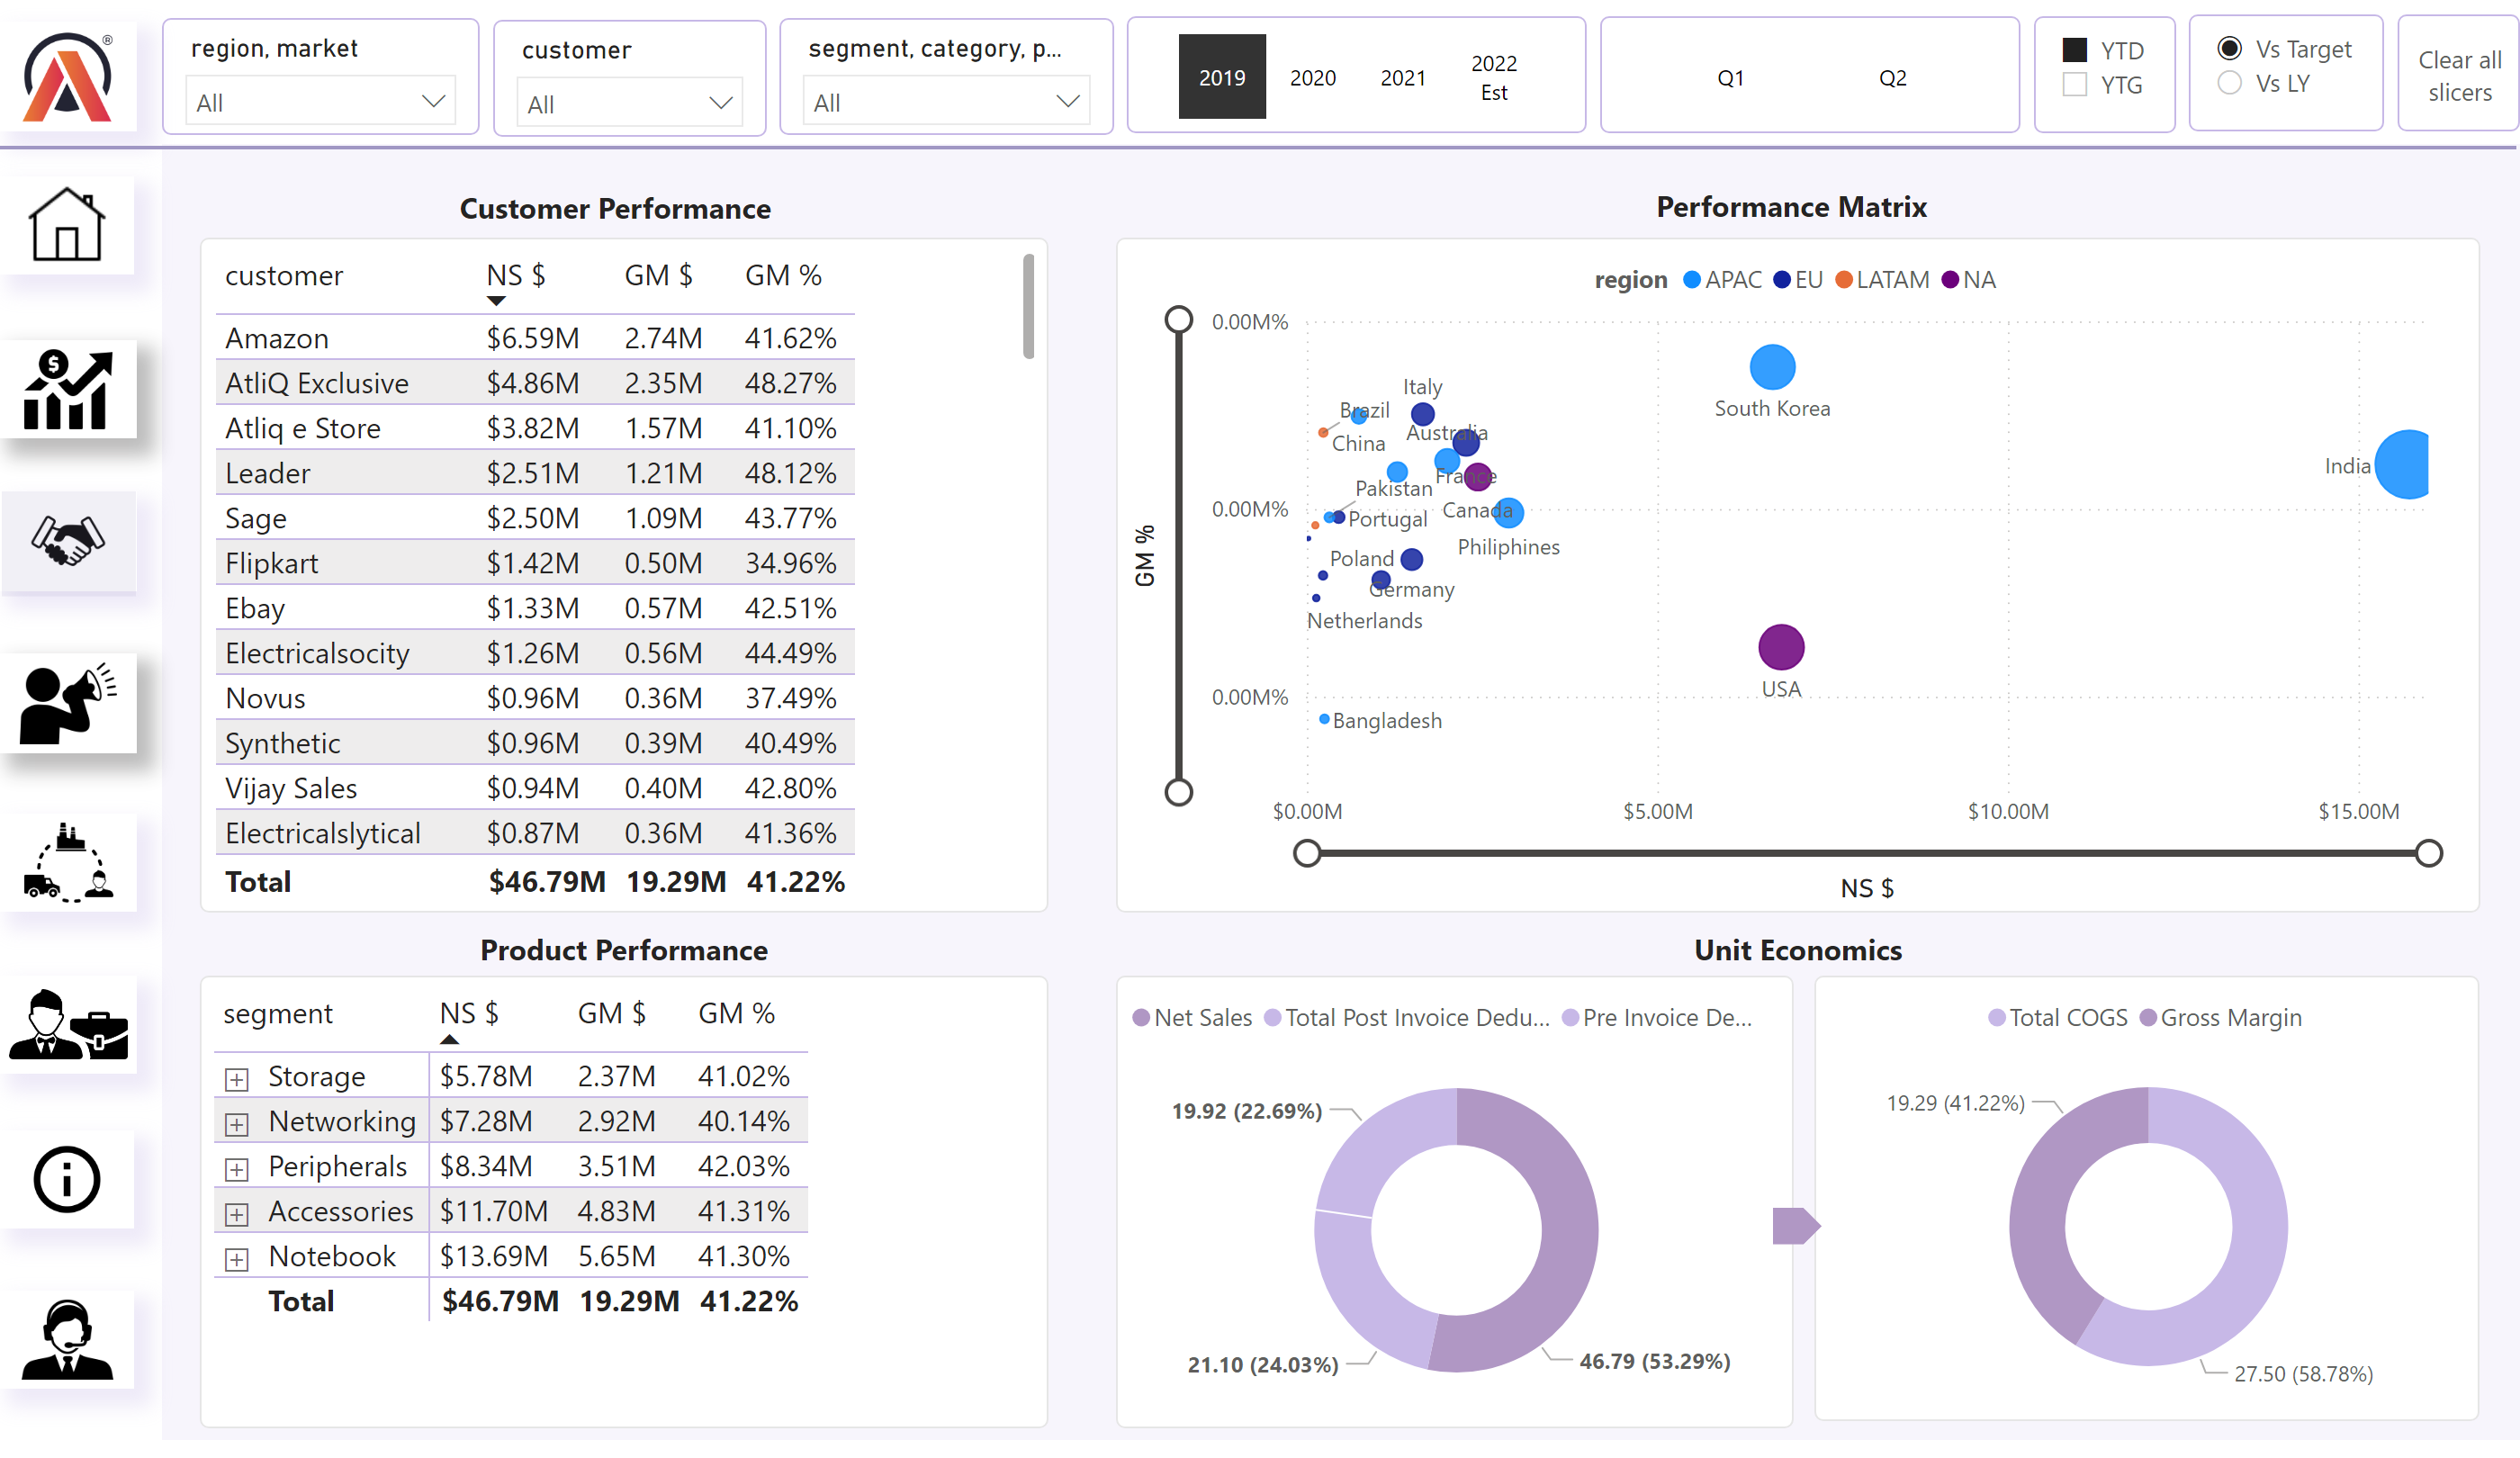 ®
region, market
All
customer
All
segment, category, p...
All
2019
2020
2021
2022
Est
Q1
Q2
YTD
YTG
Vs Target
Vs LY
Clear all
slicers
Customer Performance
customer NS $ GM $ GM %
Amazon $6.59M 2.74M 41.62%
AtliQ Exclusive $4.86M 2.35M 48.27%
Atliq e Store $3.82M 1.57M 41.10%
Leader $2.51M 1.21M 48.12%
Sage $2.50M 1.09M 43.77%
Flipkart $1.42M 0.50M 34.96%
Ebay $1.33M 0.57M 42.51%
Electricalsocity $1.26M 0.56M 44.49%
Novus $0.96M 0.36M 37.49%
Synthetic $0.96M 0.39M 40.49%
Vijay Sales $0.94M 0.40M 42.80%
Electricalslytical $0.87M 0.36M 41.36%
Total $46.79M 19.29M 41.22%
Performance Matrix
region APAC EU LATAM NA
GM %
0.00M%
0.00M%
0.00M%
Italy
Brazil
China
Australia
South Korea
India
France
Pakistan
Portugal
Canada
Philiphines
Poland
Germany
Netherlands
USA
Bangladesh
$0.00M $5.00M $10.00M $15.00M
NS $
Product Performance
segment NS $ GM $ GM %
Storage $5.78M 2.37M 41.02%
Networking $7.28M 2.92M 40.14%
Peripherals $8.34M 3.51M 42.03%
Accessories $11.70M 4.83M 41.31%
Notebook $13.69M 5.65M 41.30%
Total $46.79M 19.29M 41.22%
Unit Economics
Net Sales Total Post Invoice Dedu... Pre Invoice De...
19.92 (22.69%)
21.10 (24.03%)
46.79 (53.29%)
Total COGS Gross Margin
19.29 (41.22%)
27.50 (58.78%)